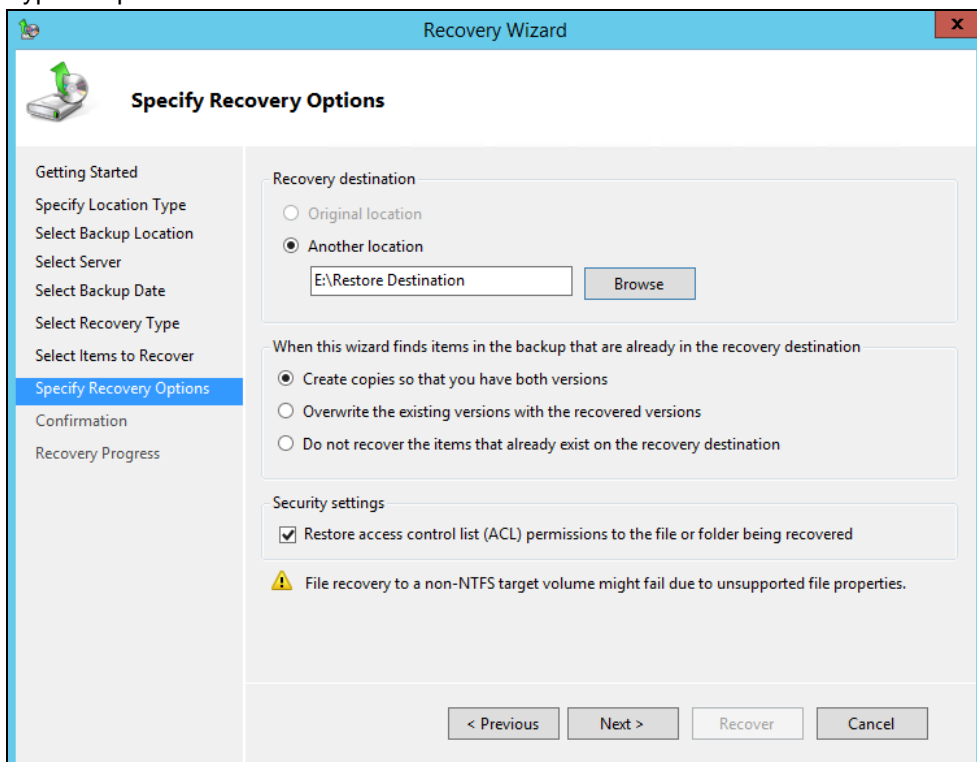 Recovery Wizard
x
Specify Recovery Options
Getting Started
Specify Location Type
Select Backup Location
Select Server
Select Backup Date
Select Recovery Type
Select Items to Recover
Specify Recovery Options
Confirmation
Recovery Progress
Recovery destination
Original location
Another location
E:\Restore Destination
Browse
When this wizard finds items in the backup that are already in the recovery destination
Create copies so that you have both versions
Overwrite the existing versions with the recovered versions
Do not recover the items that already exist on the recovery destination
Security settings
Restore access control list (ACL) permissions to the file or folder being recovered
File recovery to a non-NTFS target volume might fail due to unsupported file properties.
< Previous
Next >
Recover
Cancel